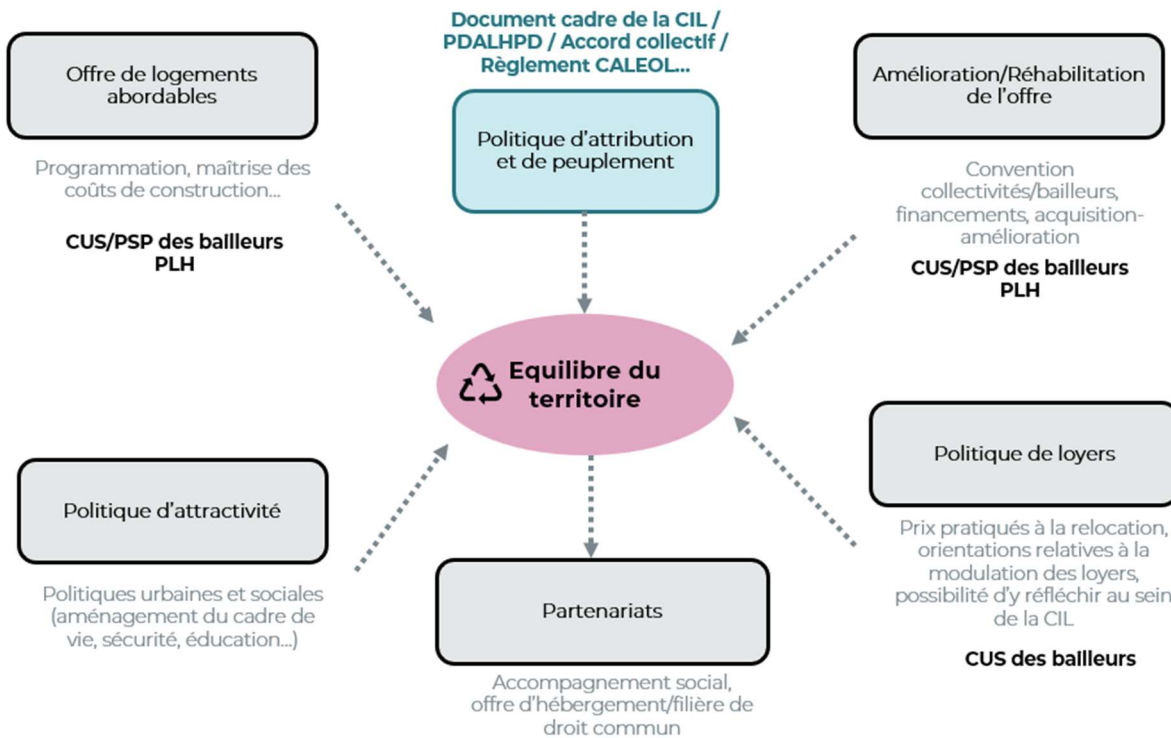 Document cadre de la CIL /
PDALHPD / Accord collectif /
Règlement CALEOL...
Offre de logements
abordables
Programmation, maîtrise des
coûts de construction...
CUS/PSP des bailleurs
PLH
Politique d'attribution
et de peuplement
Amélioration/Réhabilitation
de l'offre
Convention
collectivités/bailleurs,
financements, acquisition-
amélioration
CUS/PSP des bailleurs
PLH
Equilibre du
territoire
Politique d'attractivité
Politiques urbaines et sociales
(aménagement du cadre de
vie, sécurité, éducation...)
Partenariats
Accompagnement social,
offre d'hébergement/filière de
droit commun
Politique de loyers
Prix pratiqués à la relocation,
orientations relatives à la
modulation des loyers,
possibilité d'y réfléchir au sein
de la CIL
CUS des bailleurs